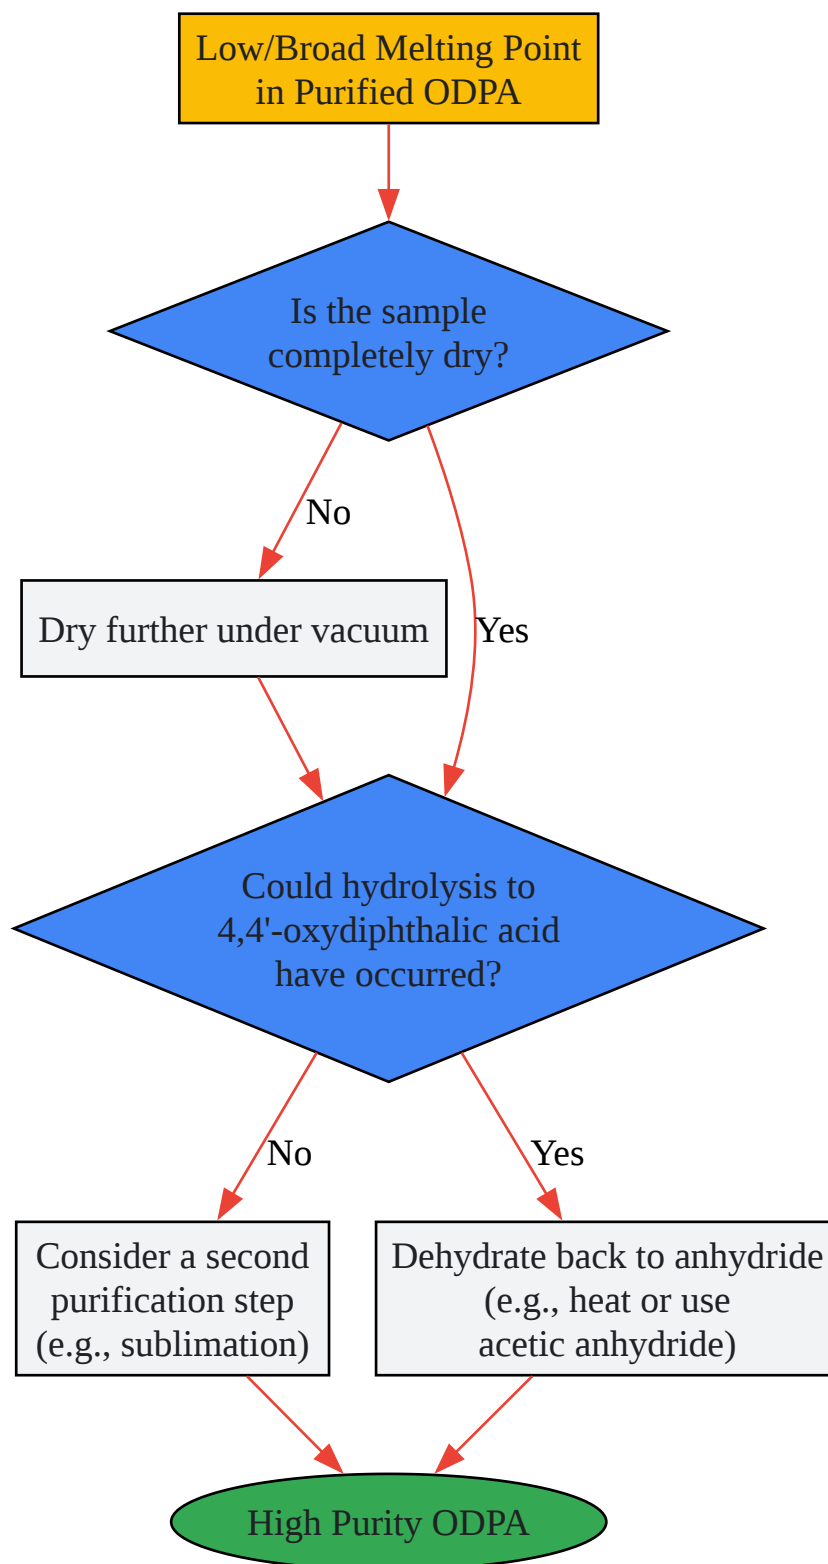 Low/Broad Melting Point
in Purified ODPA
Is the sample
completely dry?
No
Dry further under vacuum
Yes
Could hydrolysis to
4,4'-oxydiphthalic acid
have occurred?
No
Yes
Consider a second
purification step
(e.g., sublimation)
Dehydrate back to anhydride
(e.g., heat or use
acetic anhydride)
High Purity ODPA